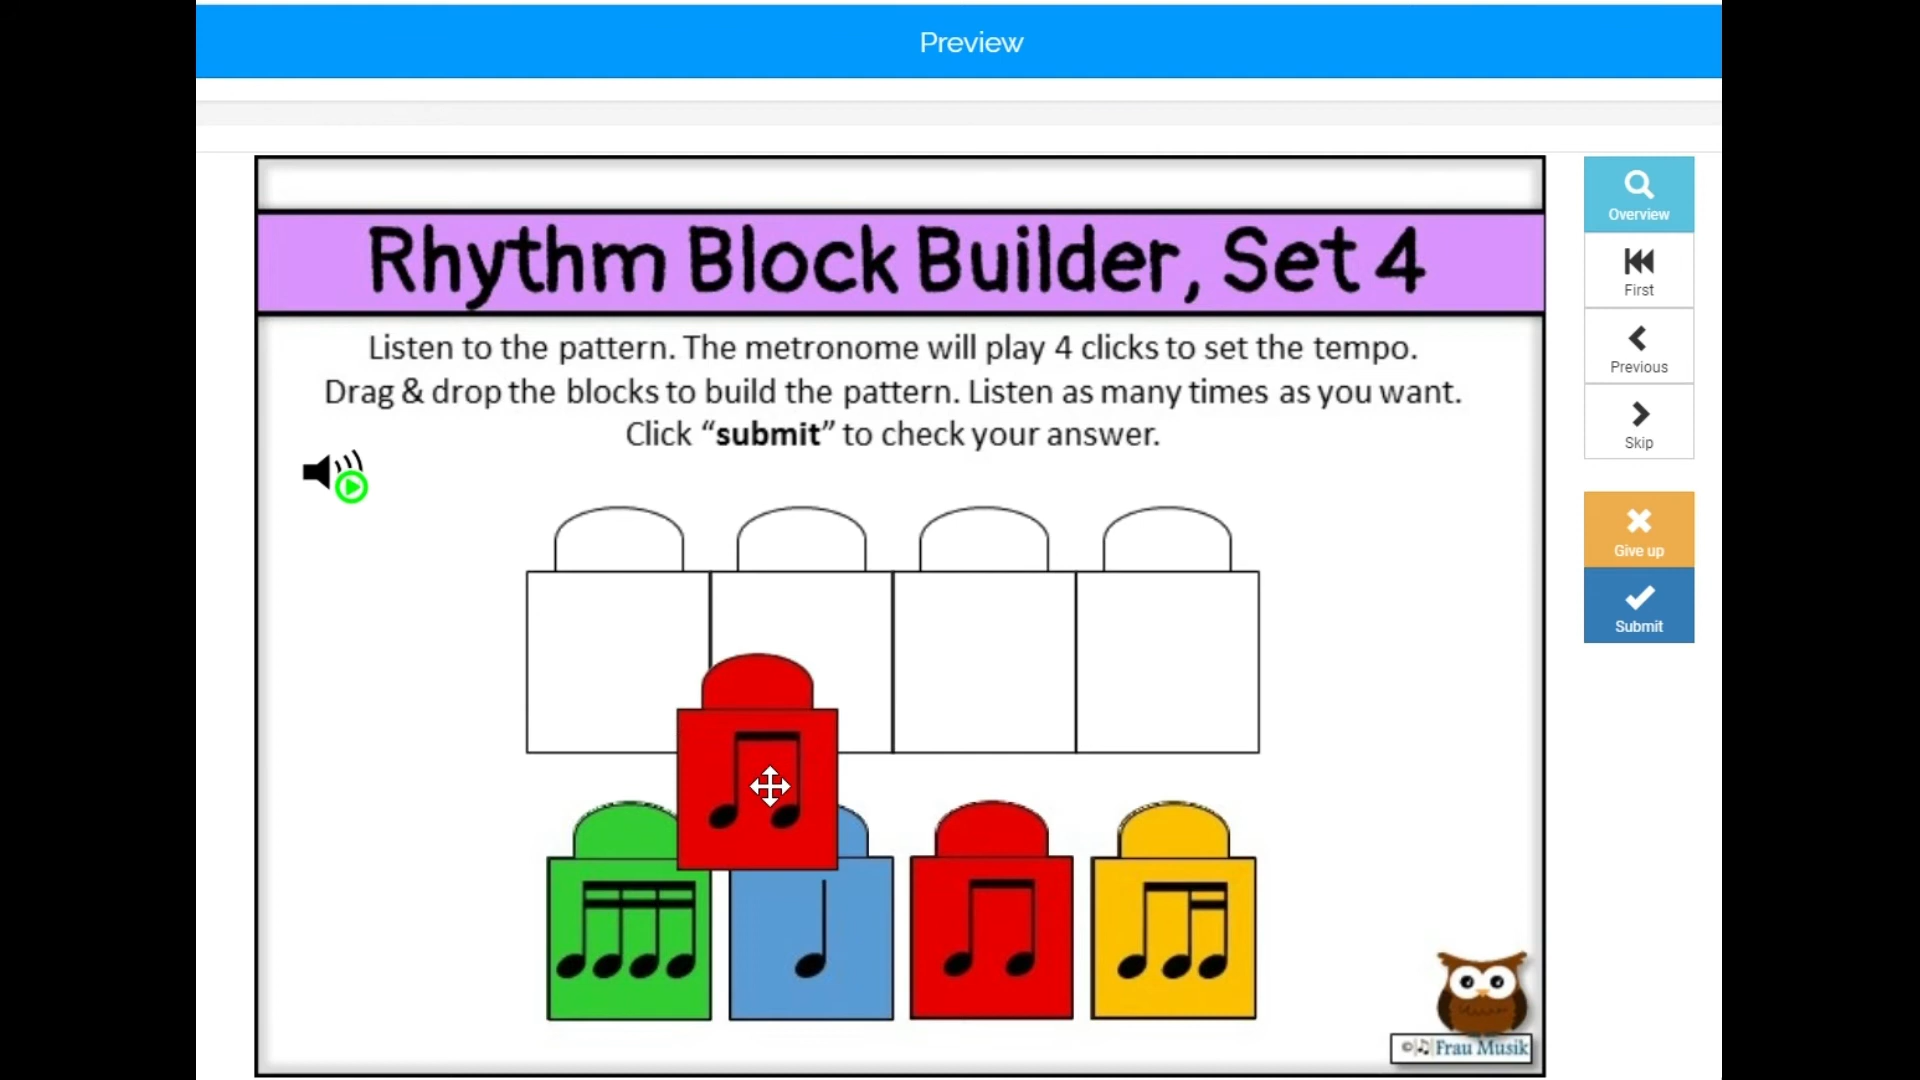 Preview
Rhythm Block Builder, Set 4
Listen to the pattern. The metronome will play 4 clicks to set the tempo.
Drag & drop the blocks to build the pattern. Listen as many times as you want.
Click “submit” to check your answer.
Overview
First
Previous
Skip
Give up
Submit
© Frau Musik